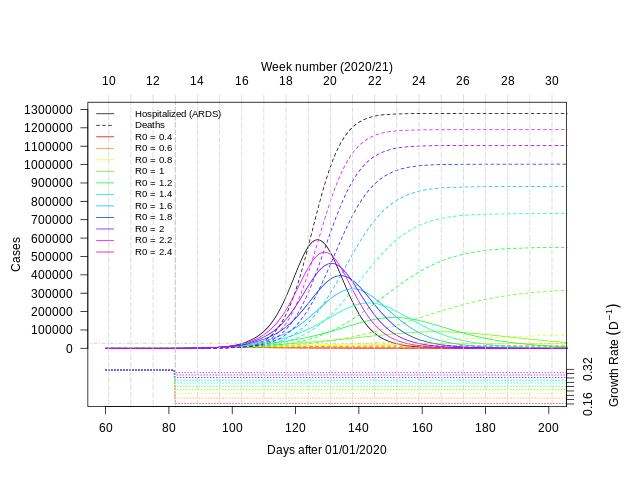 Week number (2020/21)
10 12 14 16 18 20 22 24 26 28 30
Hospitalized (ARDS)
Deaths
R0 = 0.4
R0 = 0.6
R0 = 0.8
R0 = 1
R0 = 1.2
R0 = 1.4
R0 = 1.6
R0 = 1.8
R0 = 2
R0 = 2.2
R0 = 2.4
Cases
1300000
1200000
1100000
1000000
900000
800000
700000
600000
500000
400000
300000
200000
100000
0
0.32
0.16
Growth Rate (D⁻¹)
60 80 100 120 140 160 180 200
Days after 01/01/2020